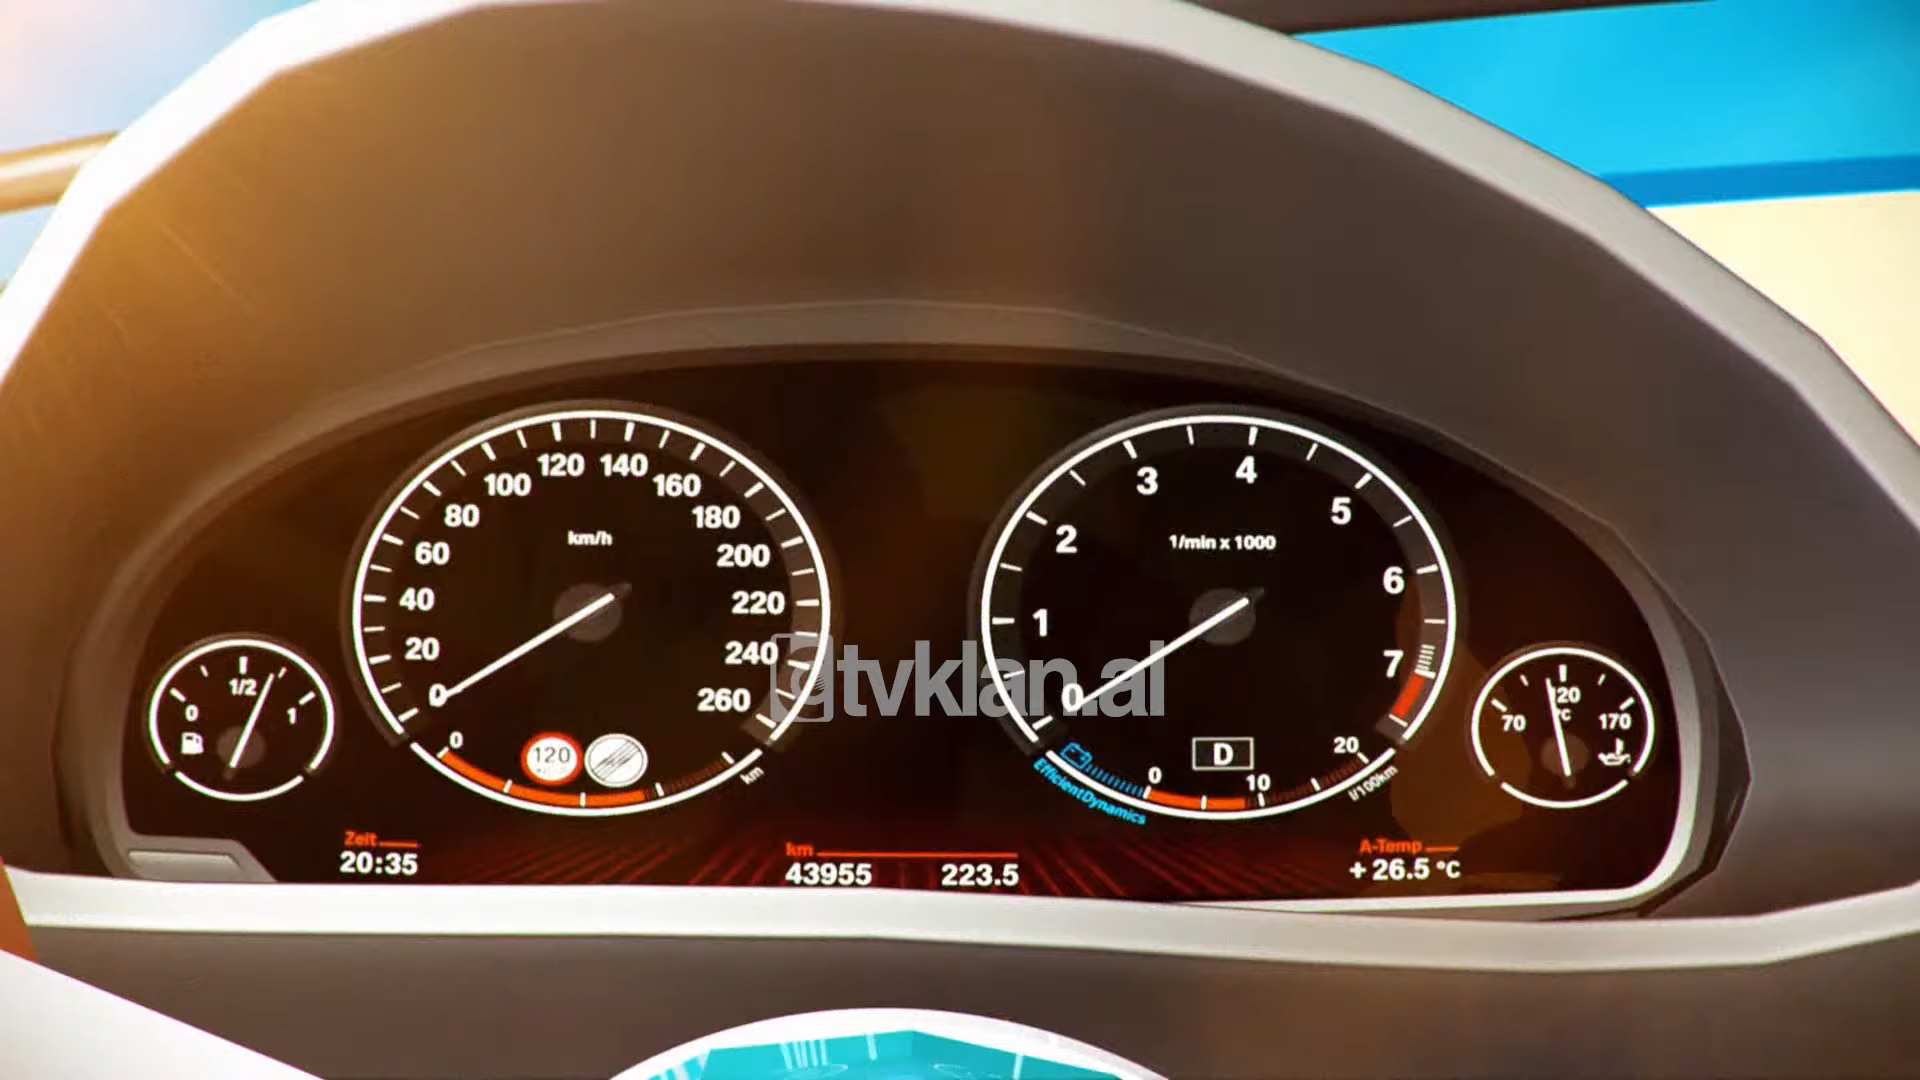 120 140
100 160
80 180
60 200
40 220
20 240
0 260
km/h
4
3 5
2 6
1 7
0
1/min x 1000
1/2
0 1
120
°C
70 170
0
120
km
D
0 10 20
l/100km
EfficientDynamics
tvklan.al
Zeit
20:35
km
43955 223.5
A-Temp
+ 26.5 °C